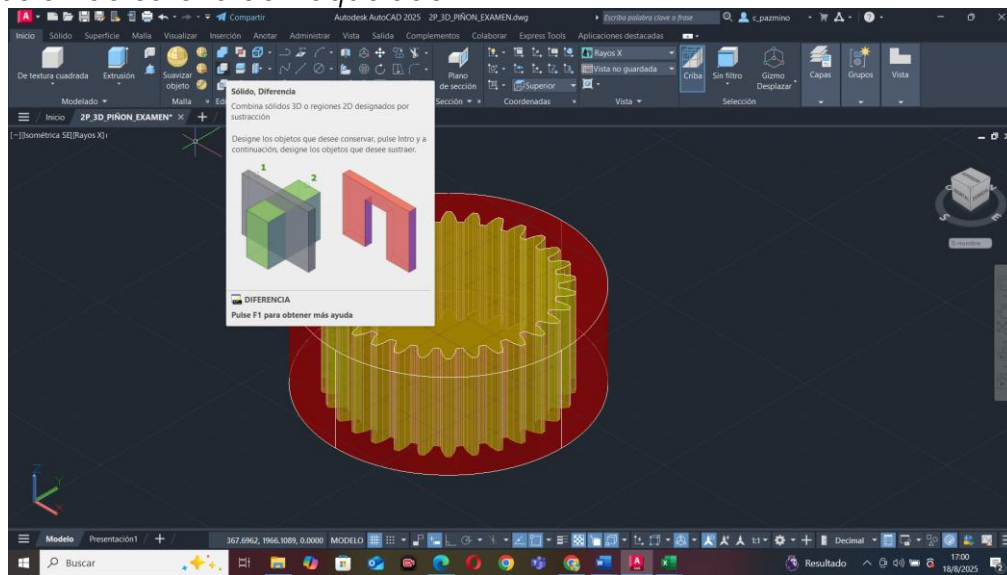 Compartir
Autodesk AutoCAD 2025 2P_3D_PIÑON_EXAMEN.dwg
Escriba palabra clave o frase
c_pazmino
Inicio Sólido Superficie Malla Visualizar Inserción Anotar Administrar Vista Salida Complementos Colaborar Express Tools Aplicaciones destacadas
Rayos X
Vista no guardada
Superior
De textura cuadrada Extrusión Suavizar objeto
Plano de sección
Criba Sin filtro Gizmo Desplazar Capas Grupos Vista
Modelado Malla Sección Coordenadas Vista Selección
Inicio 2P_3D_PIÑON_EXAMEN* × +
[−][Isométrica SE][Rayos X]
Sólido, Diferencia
Combina sólidos 3D o regiones 2D designados por
sustracción
Designe los objetos que desee conservar, pulse Intro y a
continuación, designe los objetos que desee sustraer.
1 2
DIFERENCIA
Pulse F1 para obtener más ayuda
Z
Y
X
Modelo Presentación1 +
367.6962, 1966.1089, 0.0000 MODELO
1:1
Decimal
Buscar
Resultado
17:00
18/8/2025